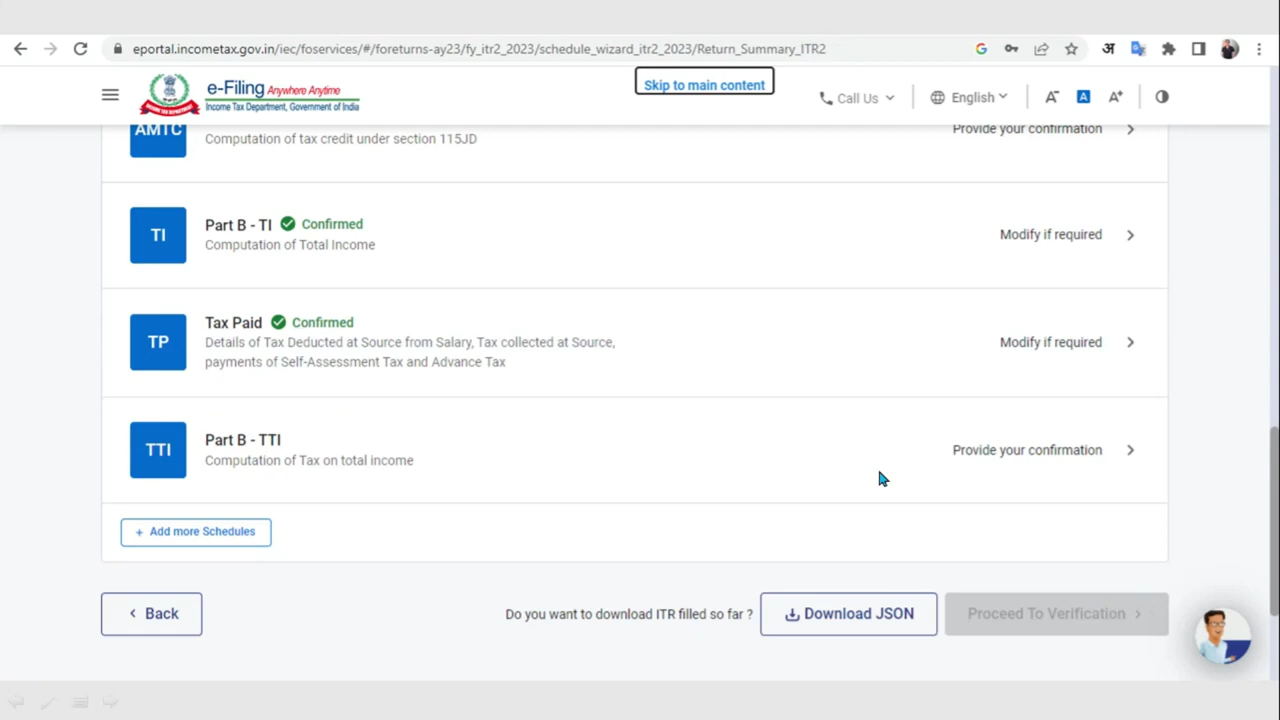 eportal.incometax.gov.in/iec/foservices/#/foreturns-ay23/fy_itr2_2023/schedule_wizard_itr2_2023/Return_Summary_ITR2
G
अ
e-Filing Anywhere Anytime
Income Tax Department, Government of India
Skip to main content
Call Us
English
A-
A
A+
AMTC
Computation of tax credit under section 115JD
Provide your confirmation
TI
Part B - TI Confirmed
Computation of Total Income
Modify if required
TP
Tax Paid Confirmed
Details of Tax Deducted at Source from Salary, Tax collected at Source,
payments of Self-Assessment Tax and Advance Tax
Modify if required
TTI
Part B - TTI
Computation of Tax on total income
Provide your confirmation
+ Add more Schedules
< Back
Do you want to download ITR filled so far ?
Download JSON
Proceed To Verification >